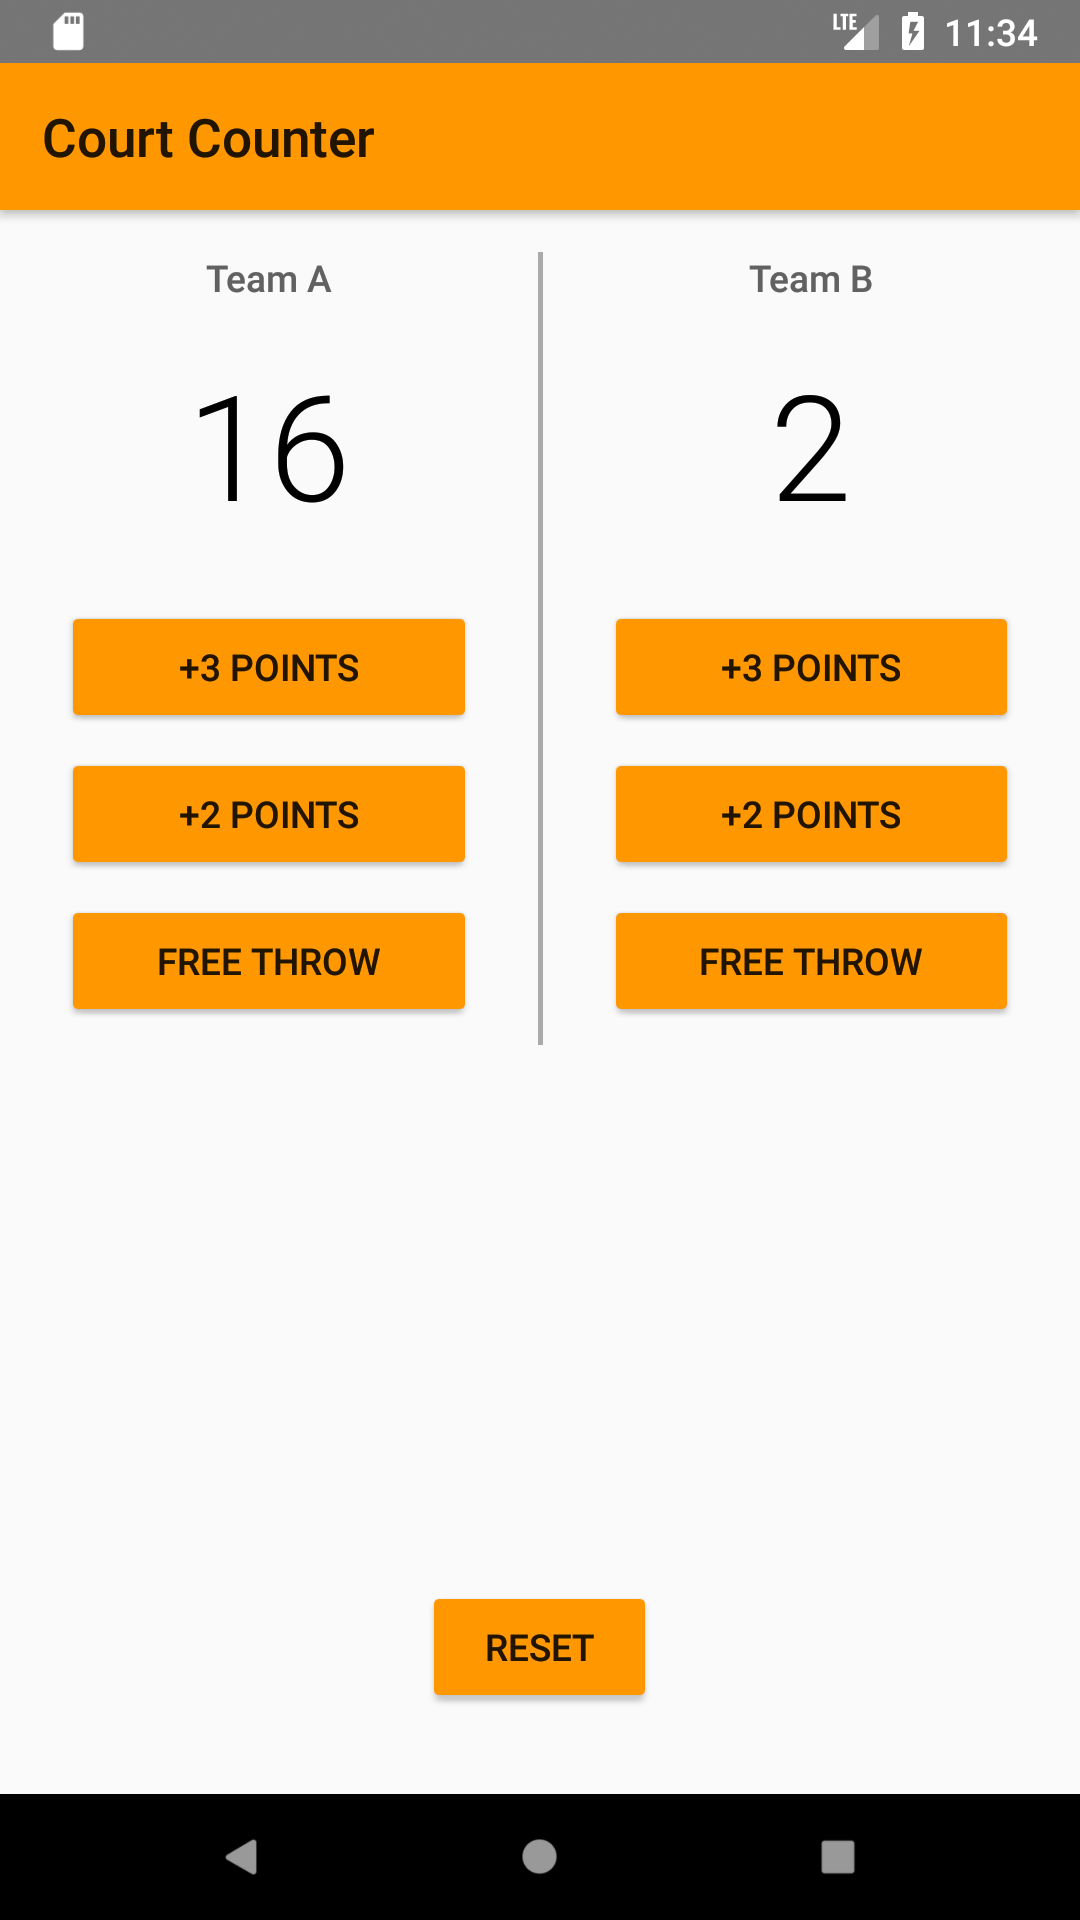 LTE 11:34
Court Counter
Team A
16
+3 POINTS
+2 POINTS
FREE THROW
Team B
2
+3 POINTS
+2 POINTS
FREE THROW
RESET